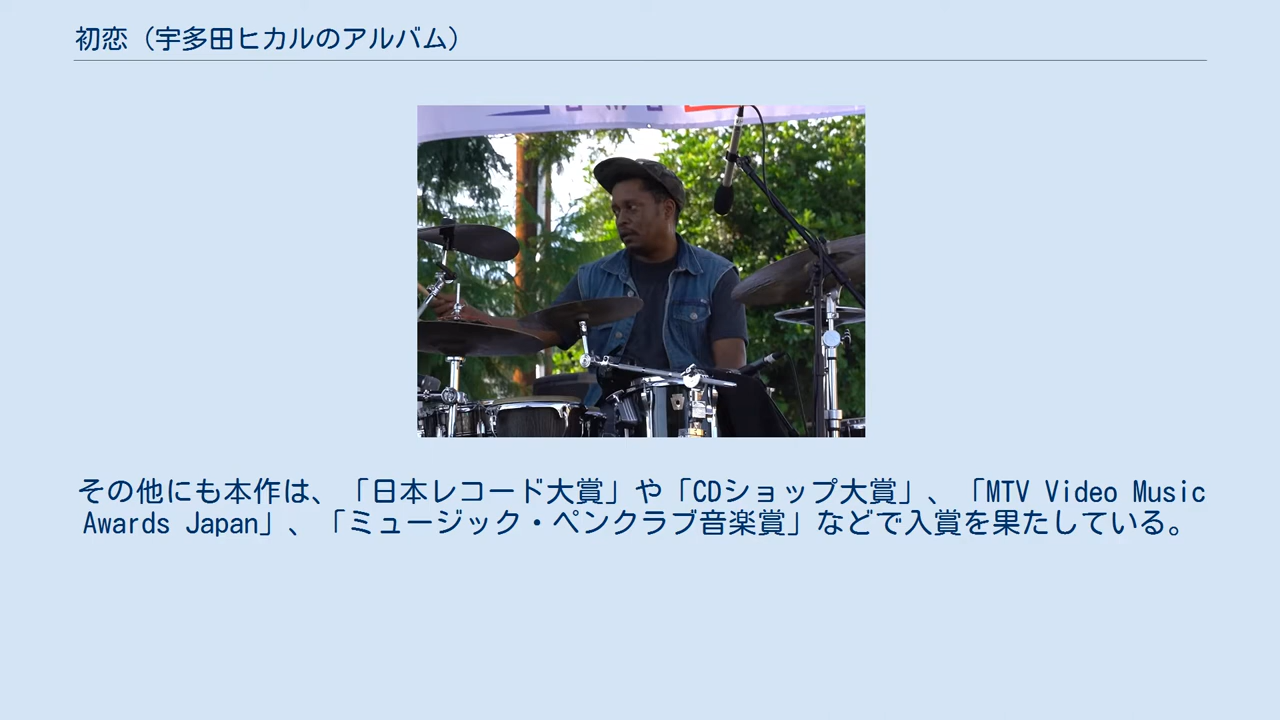 初恋（宇多田ヒカルのアルバム）
その他にも本作は、「日本レコード大賞」や「CDショップ大賞」、「MTV Video Music
Awards Japan」、「ミュージック・ペンクラブ音楽賞」などで入賞を果たしている。